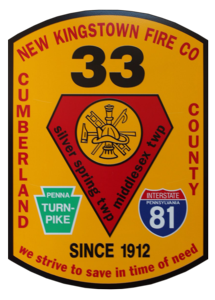 NEW KINGSTOWN FIRE CO
33
CUMBERLAND
COUNTY
silver spring twp
middlesex twp
PENNA
TURN-
PIKE
INTERSTATE
PENNSYLVANIA
81
SINCE 1912
we strive to save in time of need